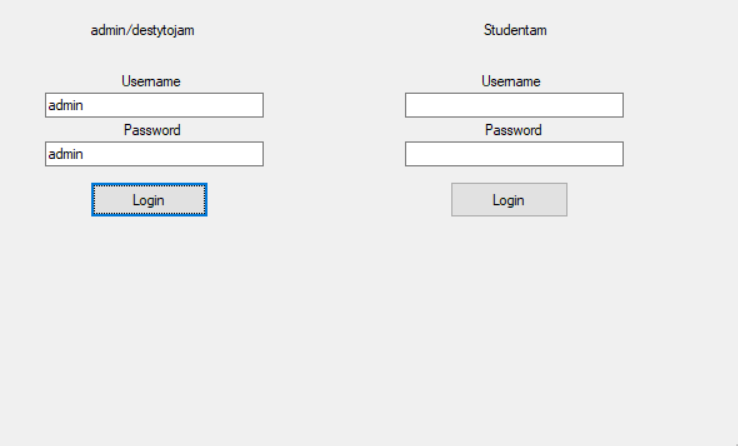 admin/destytojam
Username
admin
Password
admin
Login
Studentam
Username
Password
Login